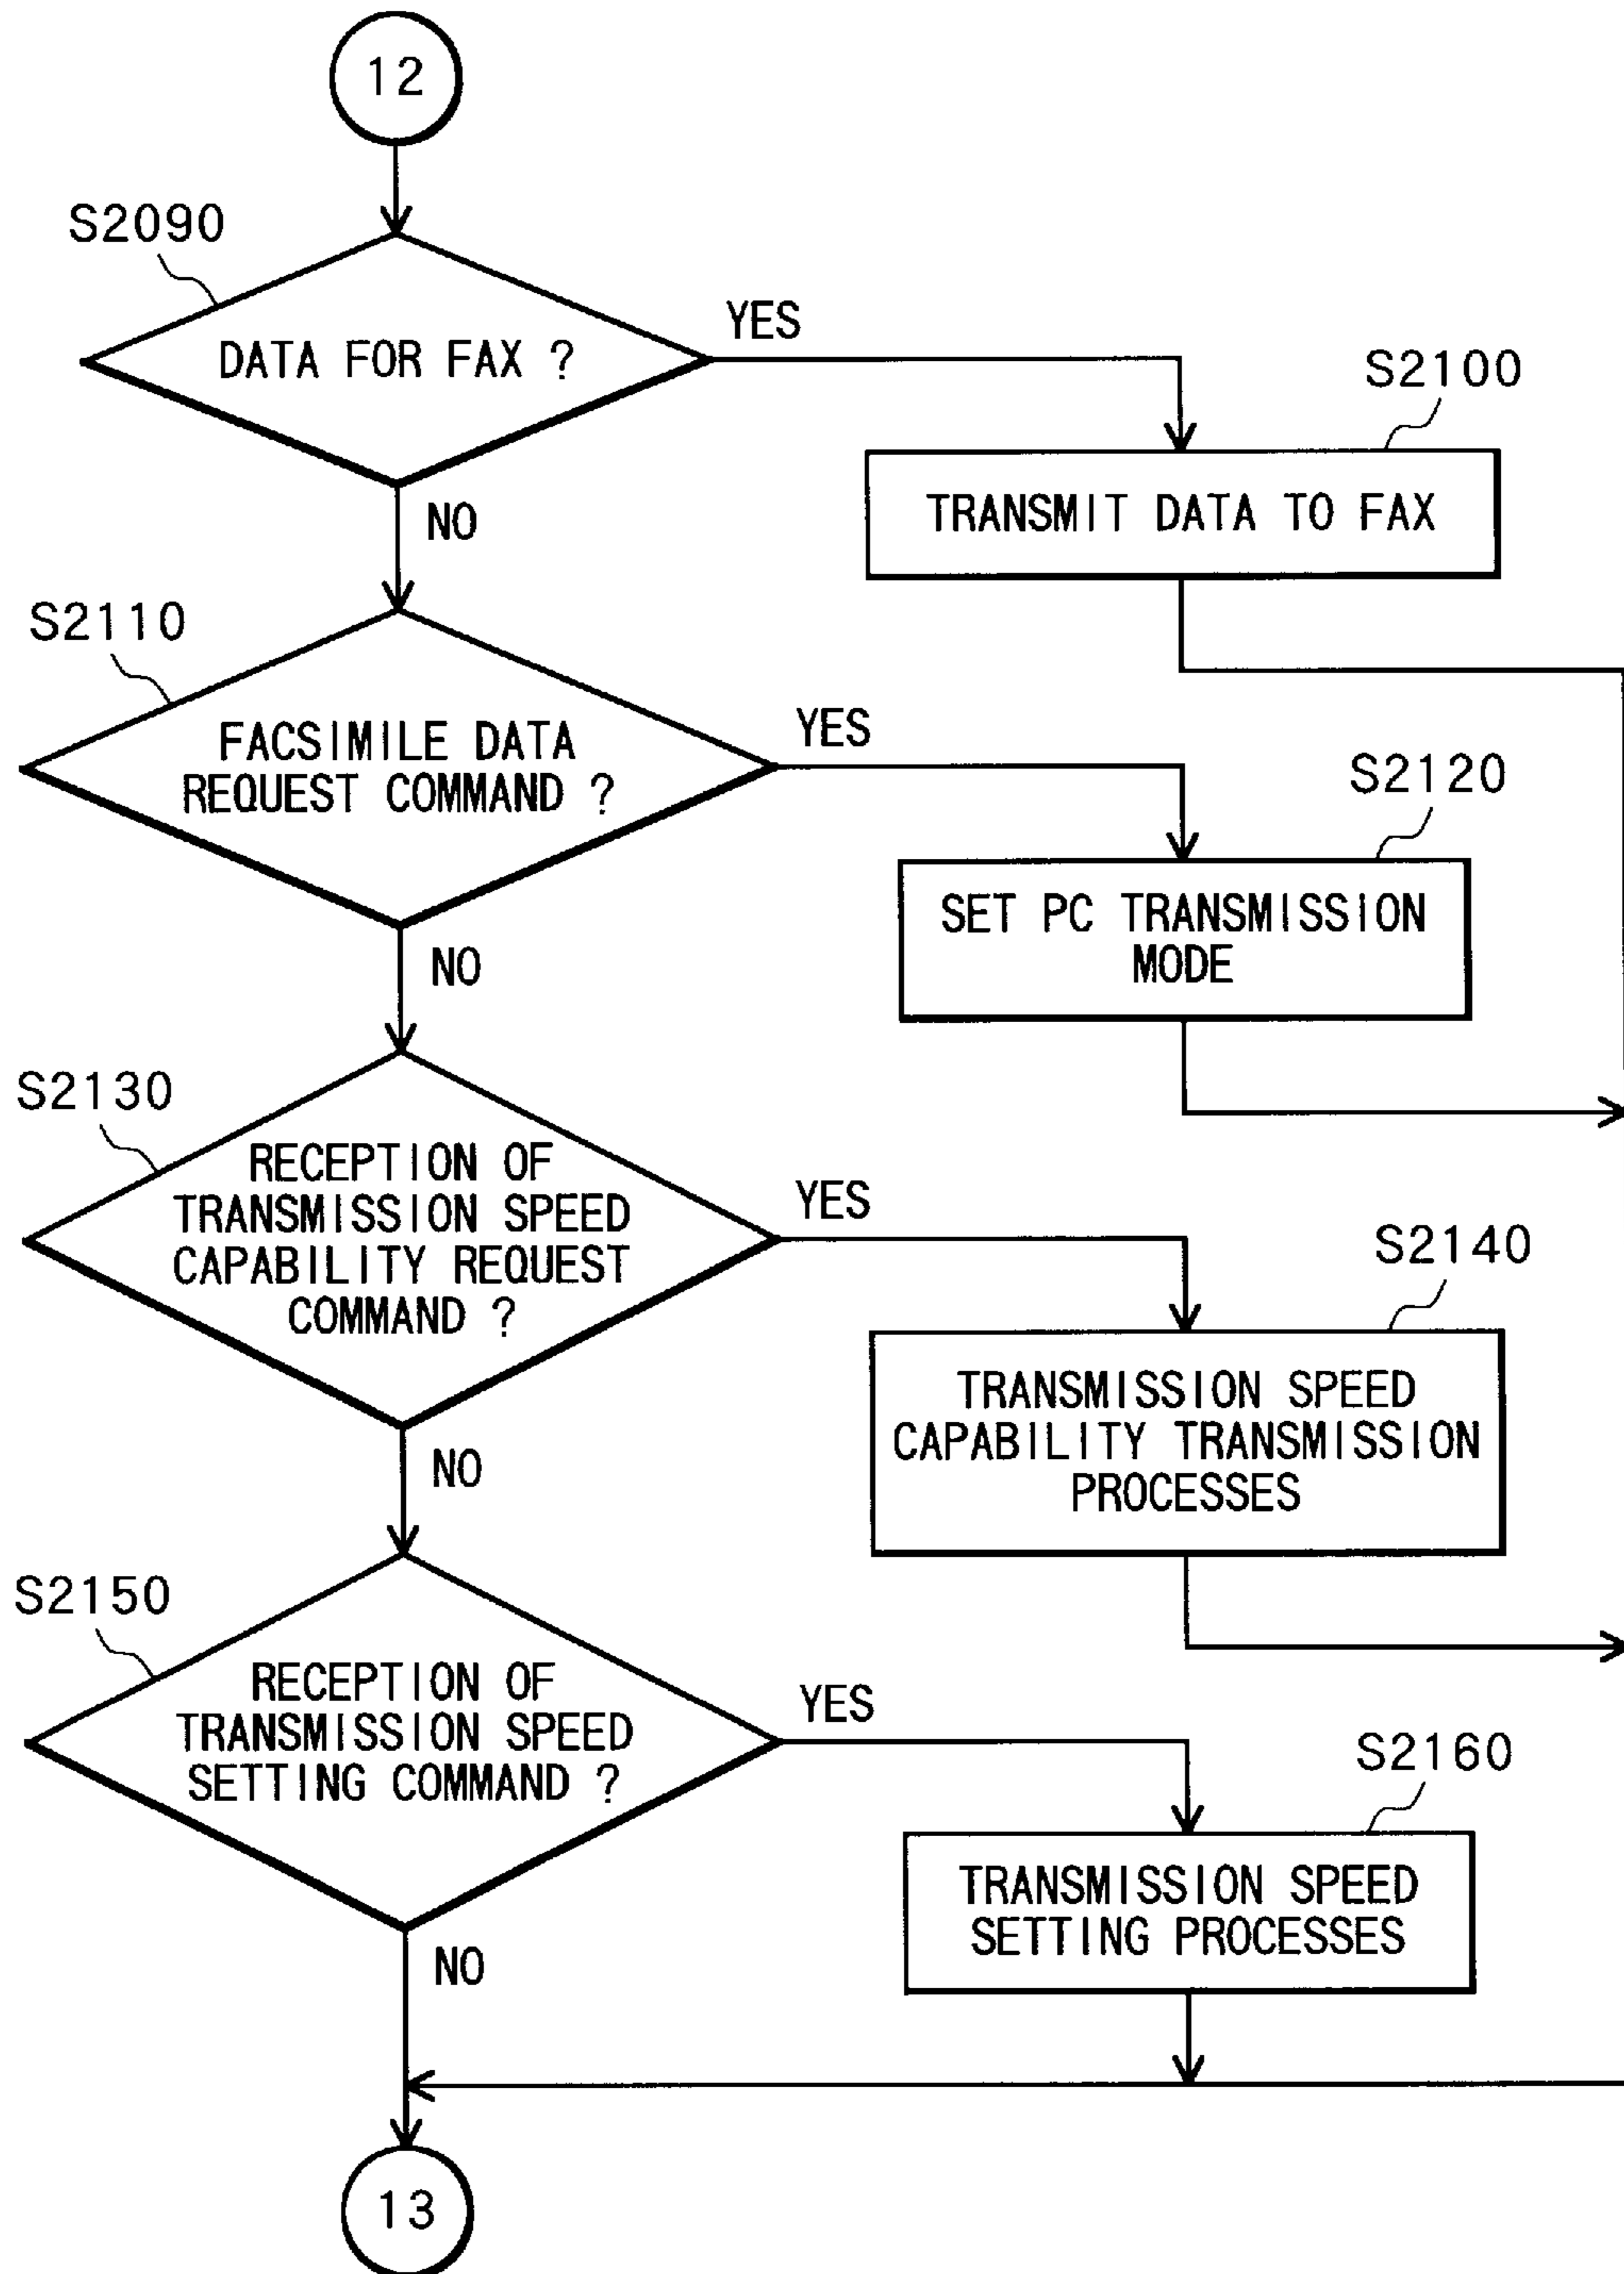 12
S2090
DATA FOR FAX ?
YES
S2100
TRANSMIT DATA TO FAX
NO
S2110
FACSIMILE DATA
REQUEST COMMAND ?
YES
S2120
SET PC TRANSMISSION
MODE
NO
S2130
RECEPTION OF
TRANSMISSION SPEED
CAPABILITY REQUEST
COMMAND ?
YES
S2140
TRANSMISSION SPEED
CAPABILITY TRANSMISSION
PROCESSES
NO
S2150
RECEPTION OF
TRANSMISSION SPEED
SETTING COMMAND ?
YES
S2160
TRANSMISSION SPEED
SETTING PROCESSES
NO
13